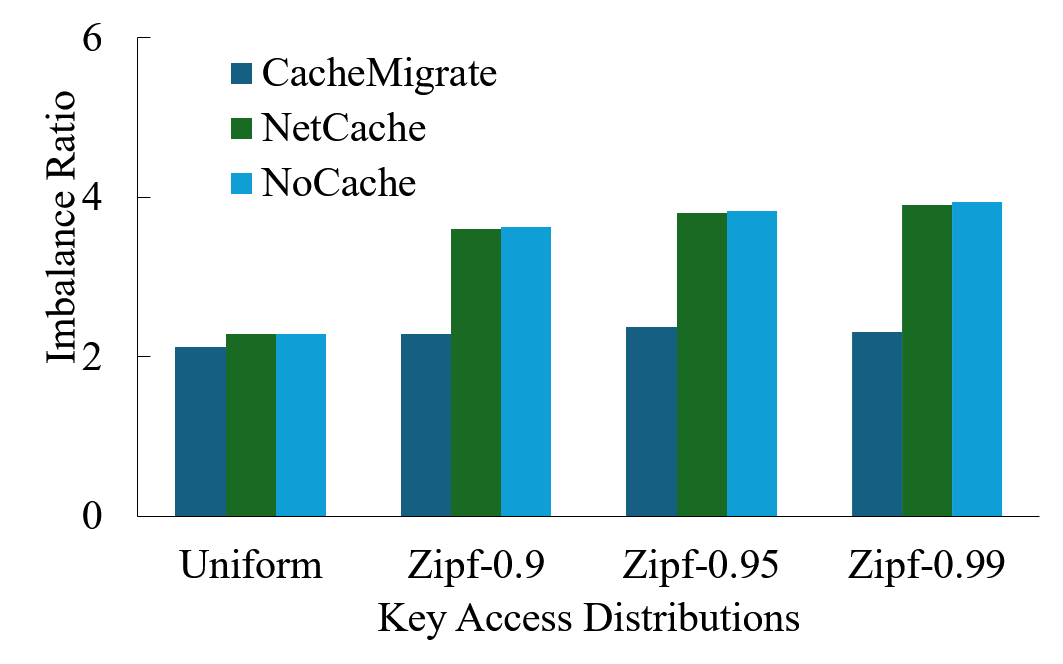 6
CacheMigrate
NetCache
NoCache
4
Imbalance Ratio
2
0
Uniform Zipf-0.9 Zipf-0.95 Zipf-0.99
Key Access Distributions